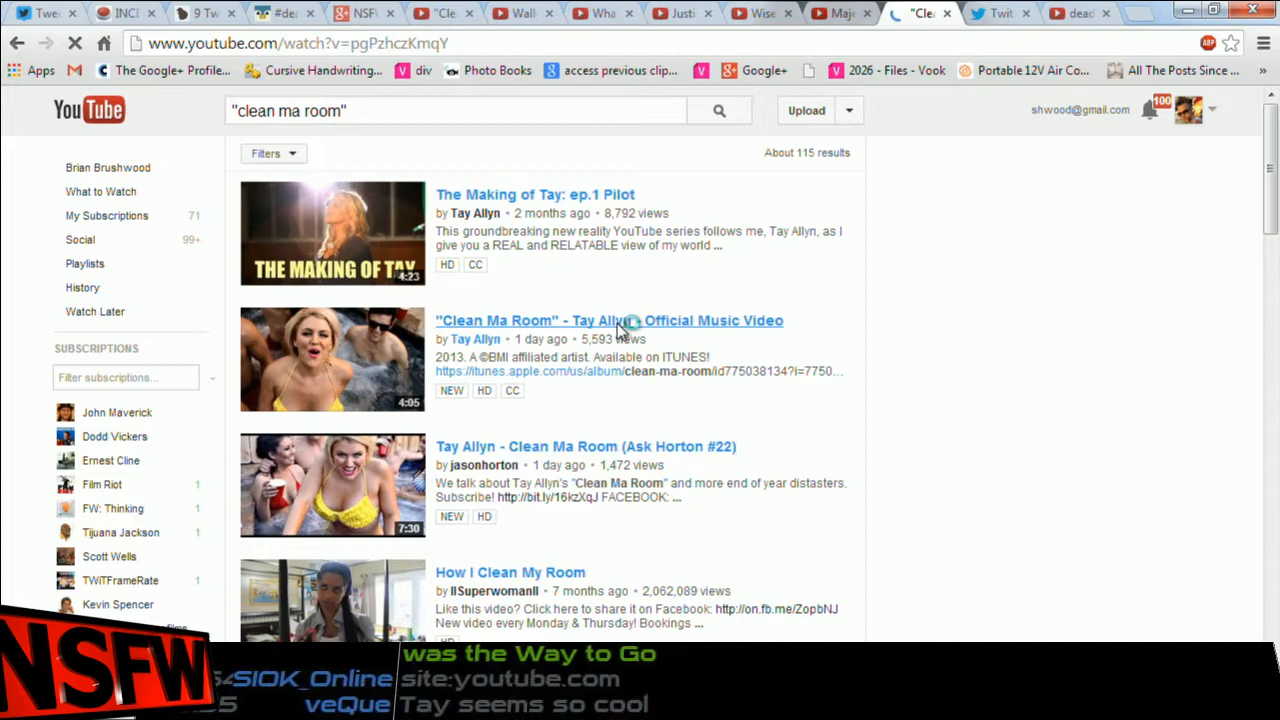 Twee
INCI
9 Tw
#dea
NSFW
"Cle
Wall
Wha
Justi
Wise
Maje
"Clea
Twit
dead
www.youtube.com/watch?v=pgPzhczKmqY
Apps
The Google+ Profile...
Cursive Handwriting...
div
Photo Books
access previous clip...
Google+
2026 - Files - Vook
Portable 12V Air Co...
All The Posts Since ...
»
YouTube
"clean ma room"
Upload
shwood@gmail.com
100
Filters
About 115 results
Brian Brushwood
What to Watch
My Subscriptions 71
Social 99+
Playlists
History
Watch Later
SUBSCRIPTIONS
Filter subscriptions...
John Maverick
Dodd Vickers
Ernest Cline
Film Riot 1
FW: Thinking 1
Tijuana Jackson 1
Scott Wells
TWiTFrameRate 1
Kevin Spencer 1
THE MAKING OF TAY
4:23
The Making of Tay: ep.1 Pilot
by Tay Allyn • 2 months ago • 8,792 views
This groundbreaking new reality YouTube series follows me, Tay Allyn, as I
give you a REAL and RELATABLE view of my world ...
HD CC
4:05
"Clean Ma Room" - Tay Allyn - Official Music Video
by Tay Allyn • 1 day ago • 5,593 views
2013. A ©BMI affiliated artist. Available on ITUNES!
https://itunes.apple.com/us/album/clean-ma-room/id775038134?i=7750...
NEW HD CC
7:30
Tay Allyn - Clean Ma Room (Ask Horton #22)
by jasonhorton • 1 day ago • 1,472 views
We talk about Tay Allyn's "Clean Ma Room" and more end of year distasters.
Subscribe! http://bit.ly/16kzXqJ FACEBOOK: ...
NEW HD
How I Clean My Room
by IISuperwomanII • 7 months ago • 2,062,089 views
Like this video? Click here to share it on Facebook: http://on.fb.me/ZopbNJ
New video every Monday & Thursday! Bookings ...
HD
NSFW
was the Way to Go
SIOK_Online site:youtube.com
veQue Tay seems so cool